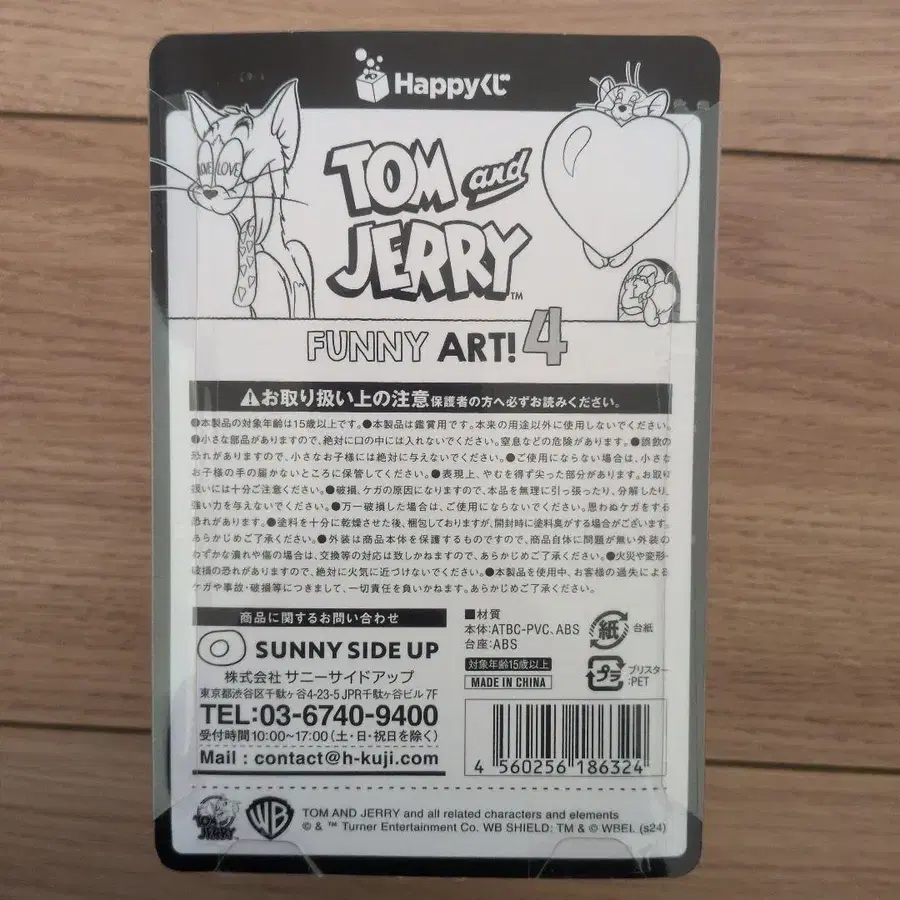 Happyくじ
LOVE LOVE
TOM and
JERRY™
FUNNY ART! 4
⚠お取り扱い上の注意 保護者の方へ必ずお読みください。
●本製品の対象年齢は15歳以上です。●本製品は鑑賞用です。本来の用途以外に使用しないでください。
●小さな部品がありますので、絶対に口の中には入れないでください。窒息などの危険があります。●誤飲の
恐れがありますので、小さなお子様には絶対に与えないでください。●ご使用にならない場合は、小さな
お子様の手の届かないところに保管してください。●表現上、やむを得ず尖った部分があります。お取り
扱いには十分ご注意ください。●破損、ケガの原因になりますので、本品を無理に引っ張ったり、分解したり、
強い力を与えないでください。●万一破損した場合は、ご使用にならないでください。思わぬケガをする
恐れがあります。●塗料を十分に乾燥させた後、梱包しておりますが、開封時に塗料臭がする場合がございます。
あらかじめご了承ください。●外装は商品本体を保護するものですので、商品自体に問題が無い外装の
わずかな潰れや傷の場合は、交換等の対応は致しかねますので、あらかじめご了承ください。●火災や変形・
破損の恐れがありますので、絶対に火気に近づけないでください。●本製品を使用中、お客様の過失による
ケガや事故・破損等につきまして、一切責任を負いかねます。あらかじめご了承ください。
商品に関するお問い合わせ
SUNNY SIDE UP
株式会社 サニーサイドアップ
東京都渋谷区千駄ヶ谷4-23-5 JPR千駄ヶ谷ビル 7F
TEL:03-6740-9400
受付時間10:00~17:00(土・日・祝日を除く)
Mail : contact@h-kuji.com
■材質
本体:ATBC-PVC、ABS
台座:ABS
対象年齢15歳以上
MADE IN CHINA
紙 台紙
プラ ブリスター
:PET
4 560256 186324
TOM and JERRY
WB
TOM AND JERRY and all related characters and elements
© & ™ Turner Entertainment Co. WB SHIELD: TM & © WBEI. (s24)